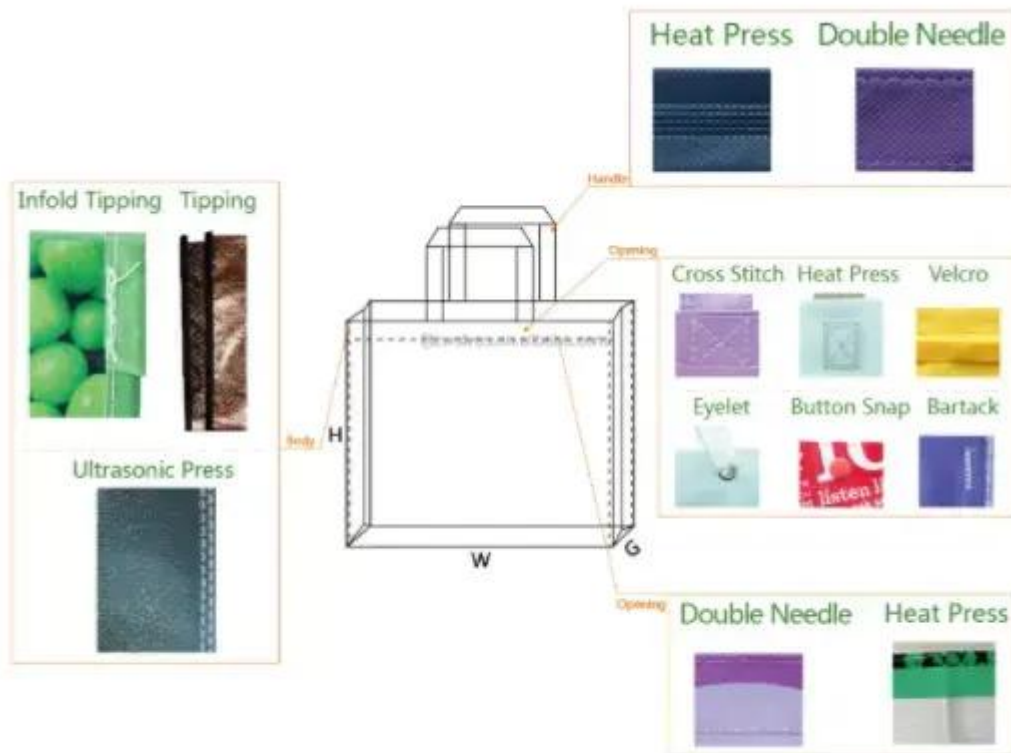 Heat Press Double Needle
Handle
Infold Tipping Tipping
Opening
Cross Stitch Heat Press Velcro
Eyelet Button Snap Bartack
listen
Body
H
Ultrasonic Press
W
G
Opening
Double Needle Heat Press